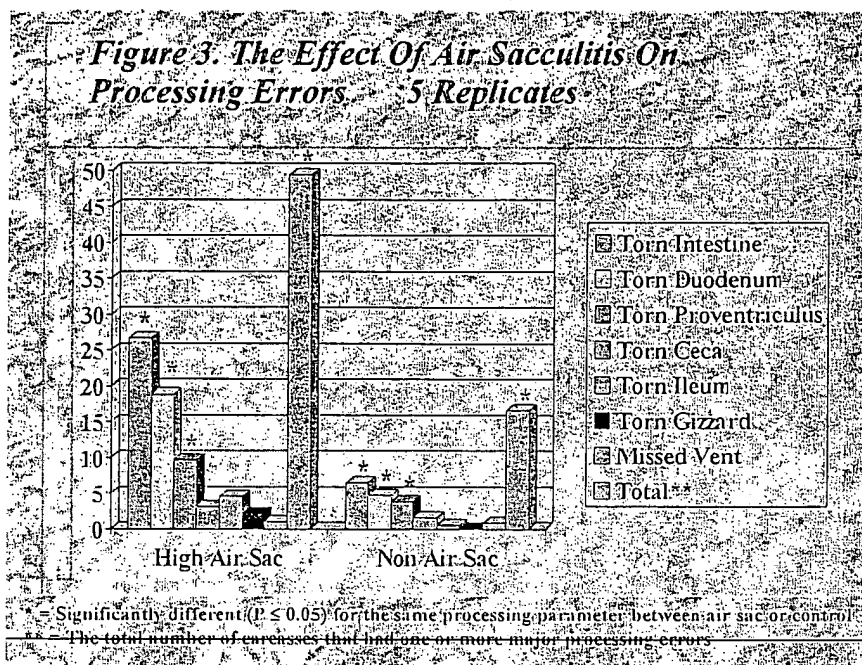 Figure 3. The Effect Of Air Sacculitis On
Processing Errors 5 Replicates
50
45
40
35
30
25
20
15
10
5
0
*
*
*
*
*
*
*
*
High Air Sac
Non Air Sac
Torn Intestine
Torn Duodenum
Torn Proventriculus
Torn Ceca
Torn Ileum
Torn Gizzard
Missed Vent
Total**
* = Significantly different (P ≤ 0.05) for the same processing parameter between air sac or control
** = The total number of carcasses that had one or more major processing errors